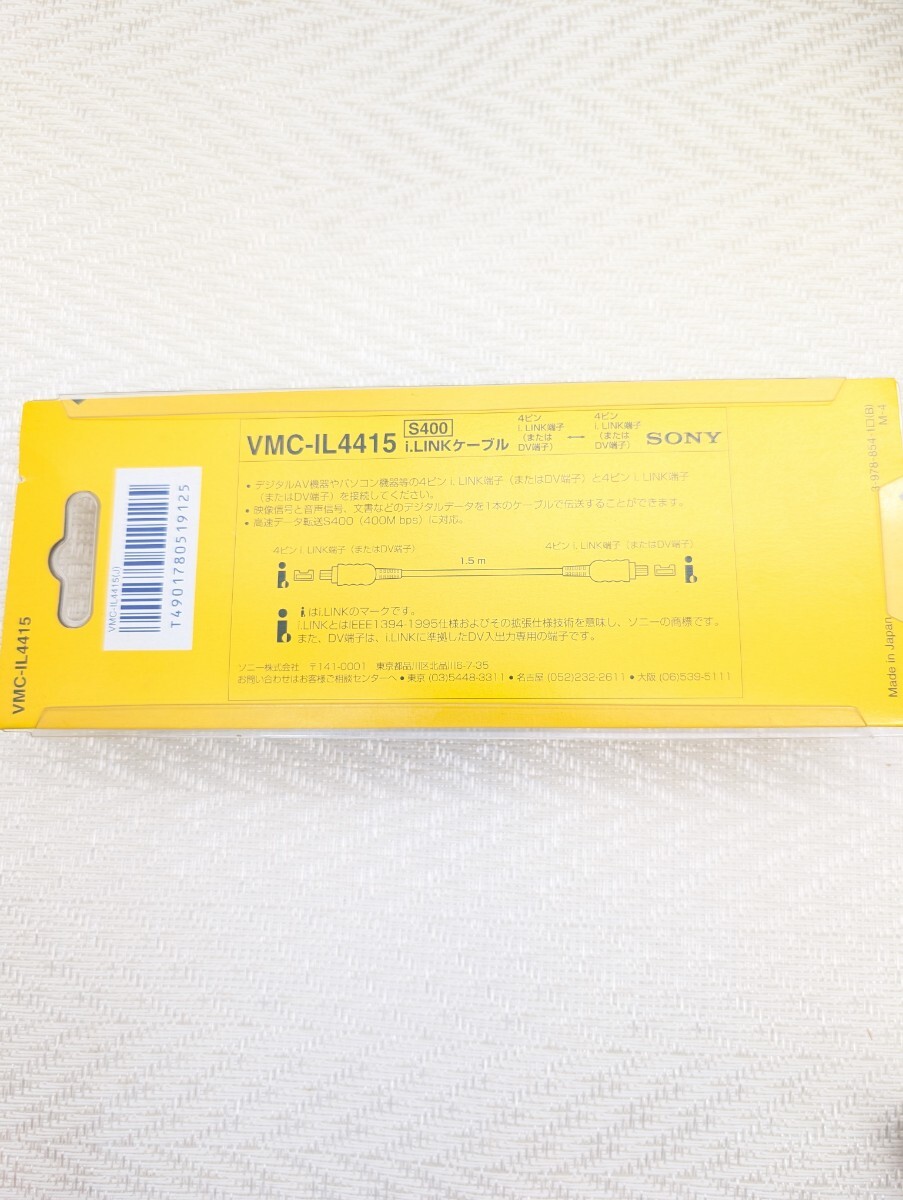 VMC-IL4415
VMC-IL4415(J)
T4901780519125
VMC-IL4415 S400 i.LINKケーブル
4ピン
i. LINK端子
(または
DV端子)
↔
4ピン
i. LINK端子
(または
DV端子)
SONY
• デジタルAV機器やパソコン機器等の4ピン i. LINK端子(またはDV端子)と4ピン i. LINK端子
(またはDV端子)を接続してください。
• 映像信号と音声信号、文書などのデジタルデータを1本のケーブルで伝送することができます。
• 高速データ転送S400(400M bps)に対応。
4ピン i. LINK端子(またはDV端子)
1.5 m
4ピン i. LINK端子(またはDV端子)
i はi.LINKのマークです。
i.LINKとはIEEE1394-1995仕様およびその拡張仕様技術を意味し、ソニーの商標です。
また、DV端子は、i.LINKに準拠したDV入出力専用の端子です。
ソニー株式会社 〒141-0001 東京都品川区北品川6-7-35
お問い合わせはお客様ご相談センターへ • 東京 (03)5448-3311 • 名古屋 (052)232-2611 • 大阪 (06)539-5111
M-4
Made in Japan